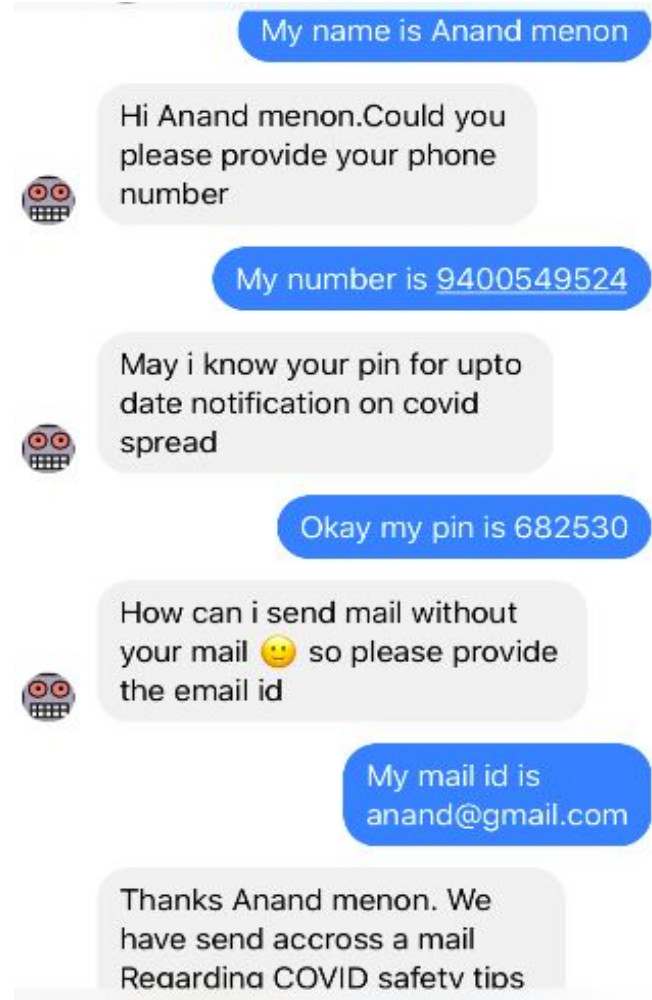 My name is Anand menon
Hi Anand menon.Could you
please provide your phone
number
My number is 9400549524
May i know your pin for upto
date notification on covid
spread
Okay my pin is 682530
How can i send mail without
your mail 🙂 so please provide
the email id
My mail id is
anand@gmail.com
Thanks Anand menon. We
have send accross a mail
Regarding COVID safety tips